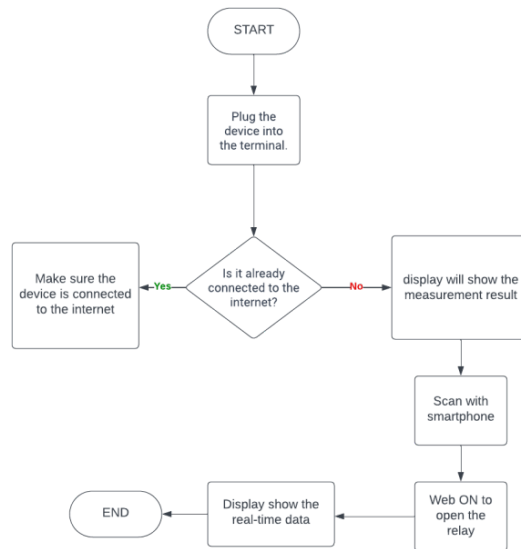 START
Plug the
device into
the terminal.
Is it already
connected to the
internet?
Yes
No
Make sure the
device is connected
to the internet
display will show the
measurement result
Scan with
smartphone
Web ON to
open the
relay
Display show the
real-time data
END